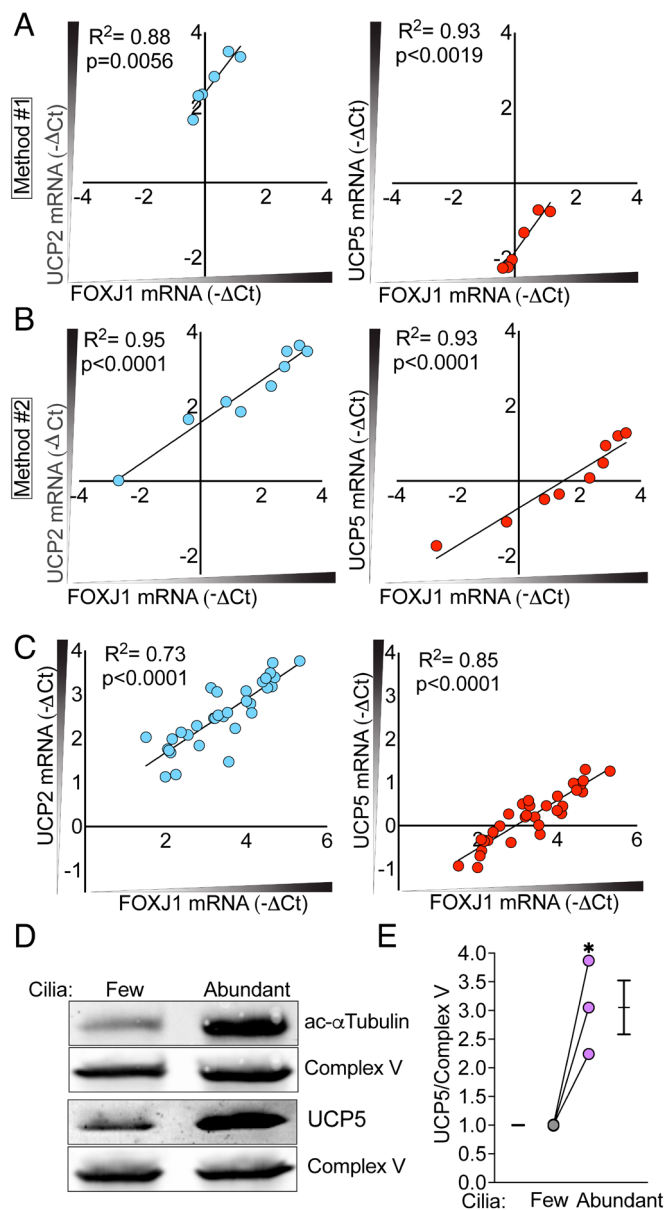 A
R²= 0.88
p=0.0056
4
2
-4
-2
0
2
4
-2
UCP2 mRNA (-ΔCt)
FOXJ1 mRNA (-ΔCt)
Method #1
R²= 0.93
p<0.0019
4
2
-4
-2
0
2
4
-2
UCP5 mRNA (-ΔCt)
FOXJ1 mRNA (-ΔCt)
B
R²= 0.95
p<0.0001
4
2
-4
-2
0
2
4
-2
UCP2 mRNA (-ΔCt)
FOXJ1 mRNA (-ΔCt)
Method #2
R²= 0.93
p<0.0001
4
2
-4
-2
0
2
4
-2
UCP5 mRNA (-ΔCt)
FOXJ1 mRNA (-ΔCt)
C
R²= 0.73
p<0.0001
4
3
2
1
0
-1
2
4
6
UCP2 mRNA (-ΔCt)
FOXJ1 mRNA (-ΔCt)
R²= 0.85
p<0.0001
4
3
2
1
0
-1
2
4
6
UCP5 mRNA (-ΔCt)
FOXJ1 mRNA (-ΔCt)
D
Cilia: Few Abundant
ac-αTubulin
Complex V
UCP5
Complex V
E
*
4.0
3.5
3.0
2.5
2.0
1.5
1.0
0.5
0.0
UCP5/Complex V
Cilia: Few Abundant